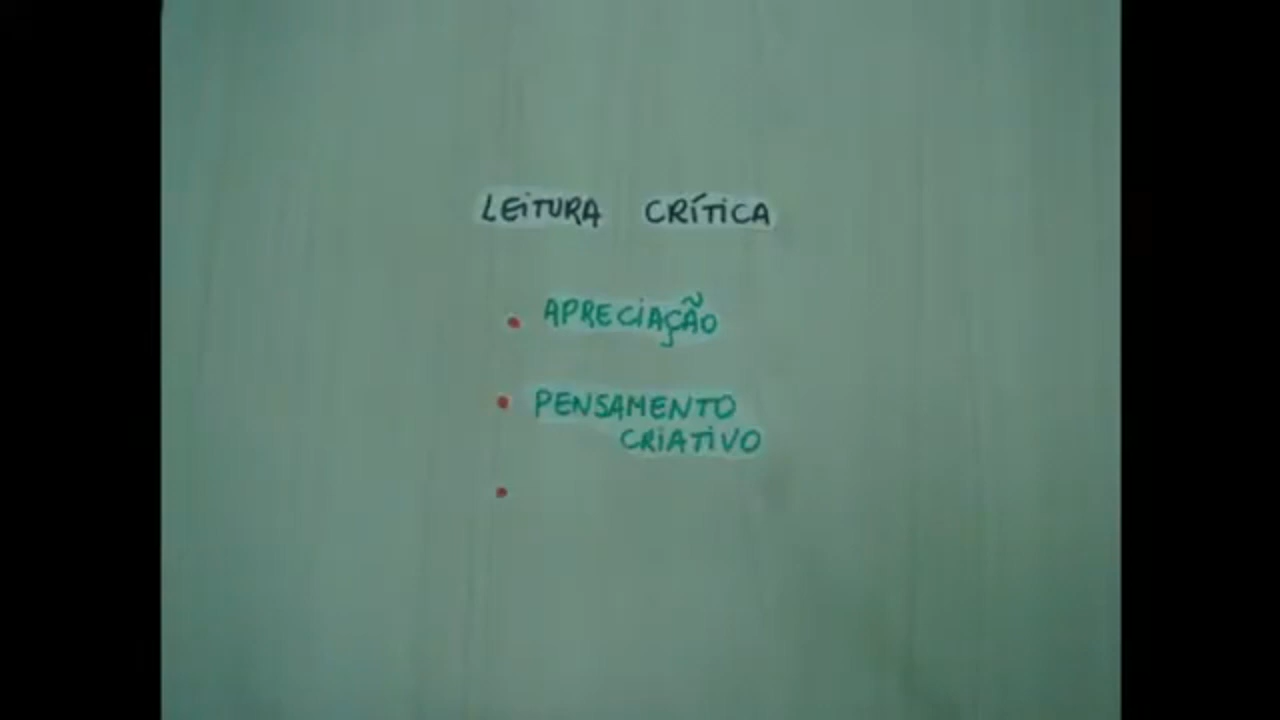 LEITURA CRÍTICA
• APRECIAÇÃO
• PENSAMENTO
CRIATIVO
•